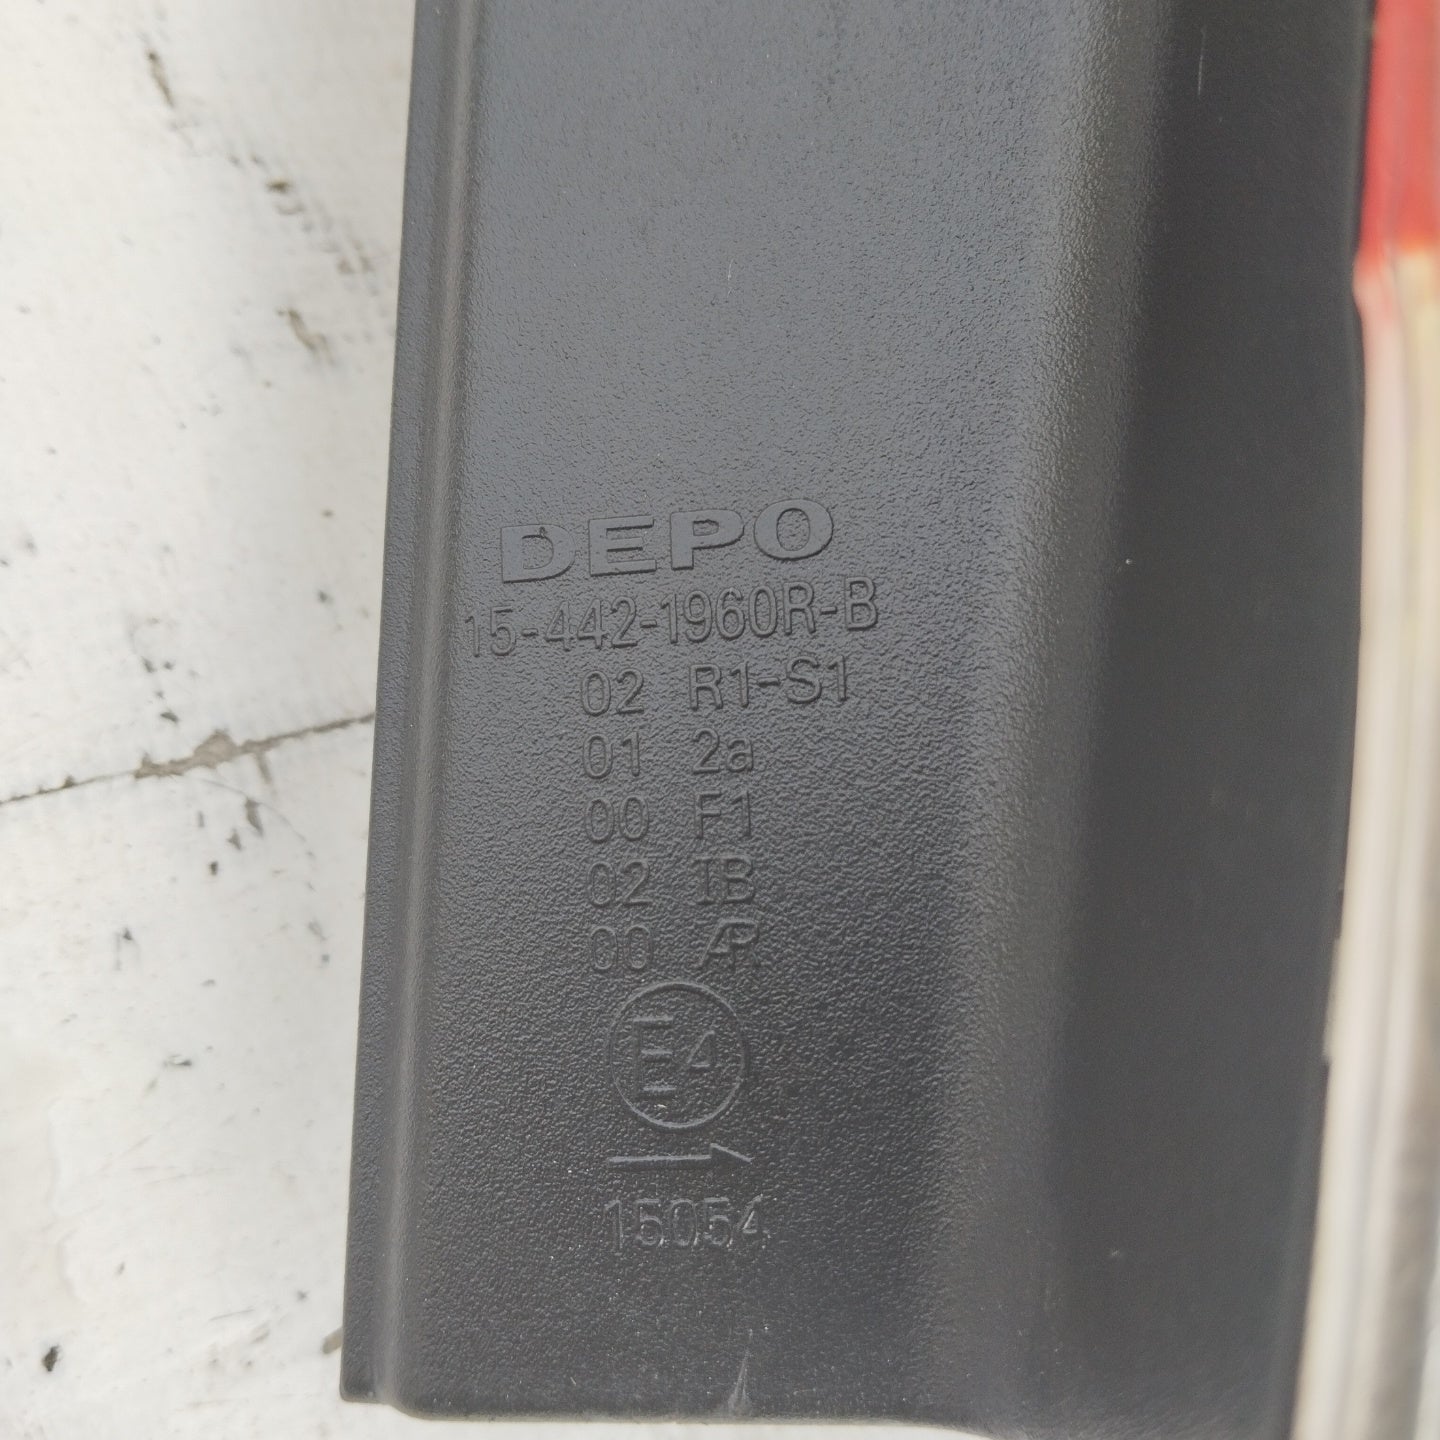 DEPO
15-442-1960R-B
02 R1-S1
01 2a
00 F1
02 IB
00 AR
E4
→
15054